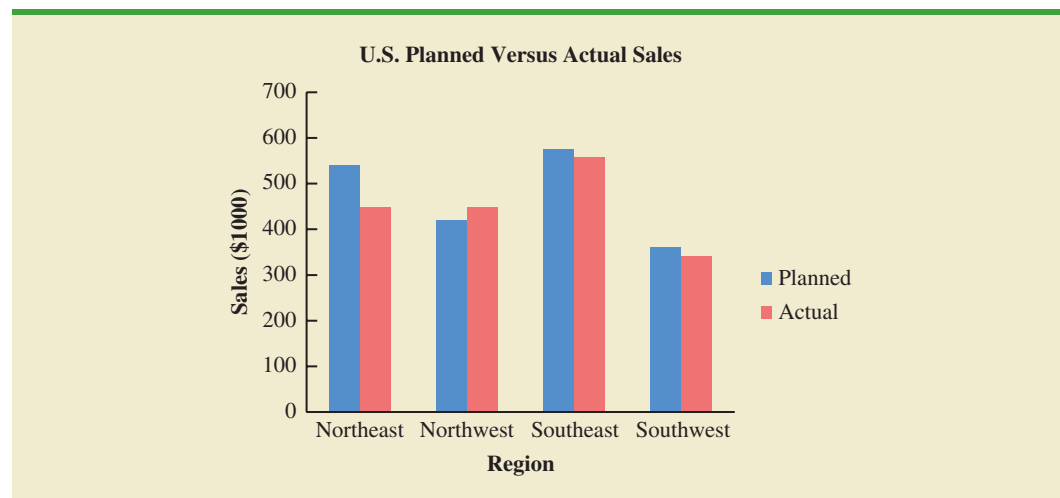 U.S. Planned Versus Actual Sales
700
600
500
400
300
200
100
0
Sales ($1000)
Northeast Northwest Southeast Southwest
Region
Planned
Actual